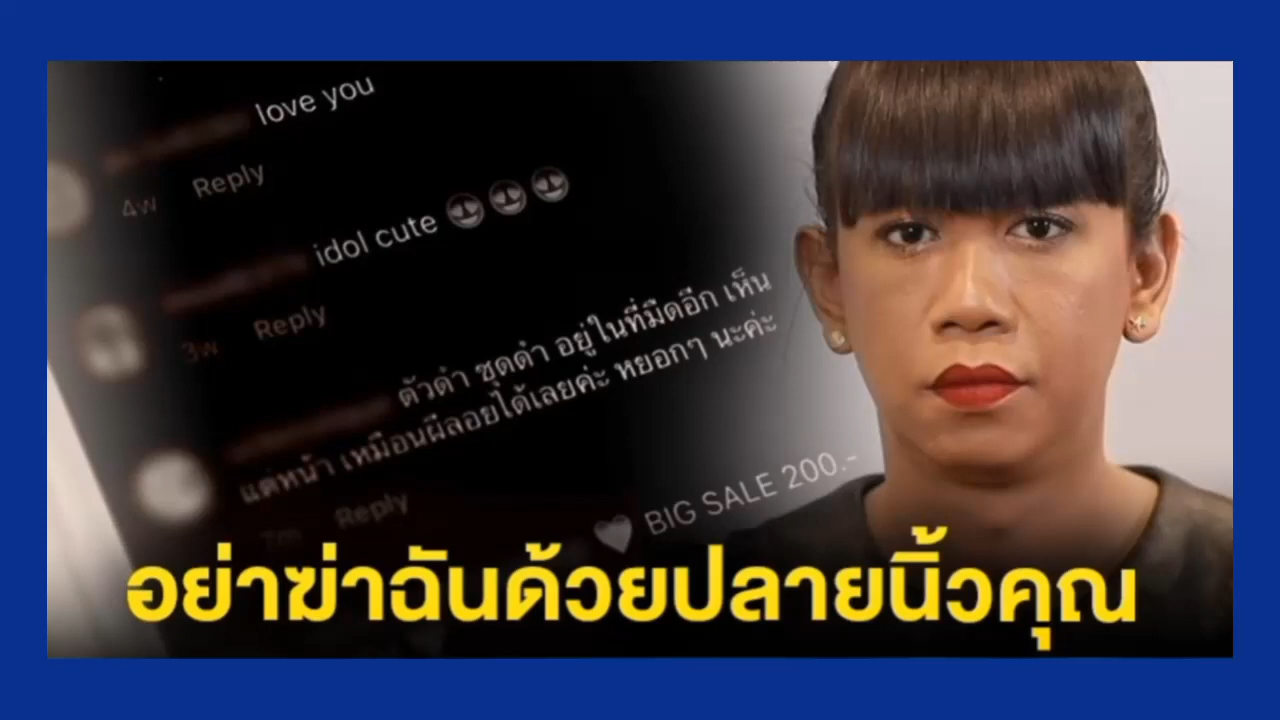 love you
4w Reply
idol cute 😍😍😍
3w Reply
ตัวดำ ชุดดำ อยู่ในที่มืดอีก เห็น
แต่หน้า เหมือนผีลอยได้เลยค่ะ หยอกๆ นะค่ะ
7m Reply
🤍 BIG SALE 200.-
อย่าฆ่าฉันด้วยปลายนิ้วคุณ